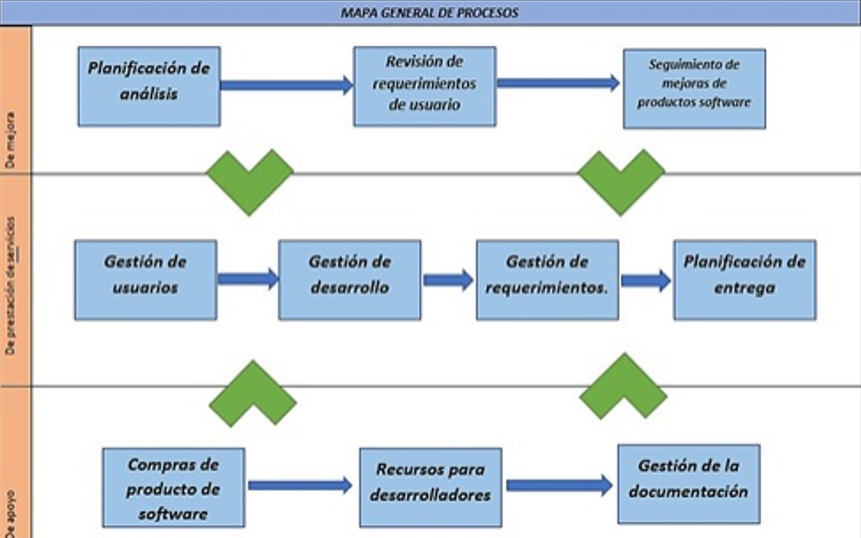 MAPA GENERAL DE PROCESOS
De mejora
Planificación de
análisis
Revisión de
requerimientos
de usuario
Seguimiento de
mejoras de
productos software
De prestación de servicios
Gestión de
usuarios
Gestión de
desarrollo
Gestión de
requerimientos.
Planificación de
entrega
De apoyo
Compras de
producto de
software
Recursos para
desarrolladores
Gestión de la
documentación